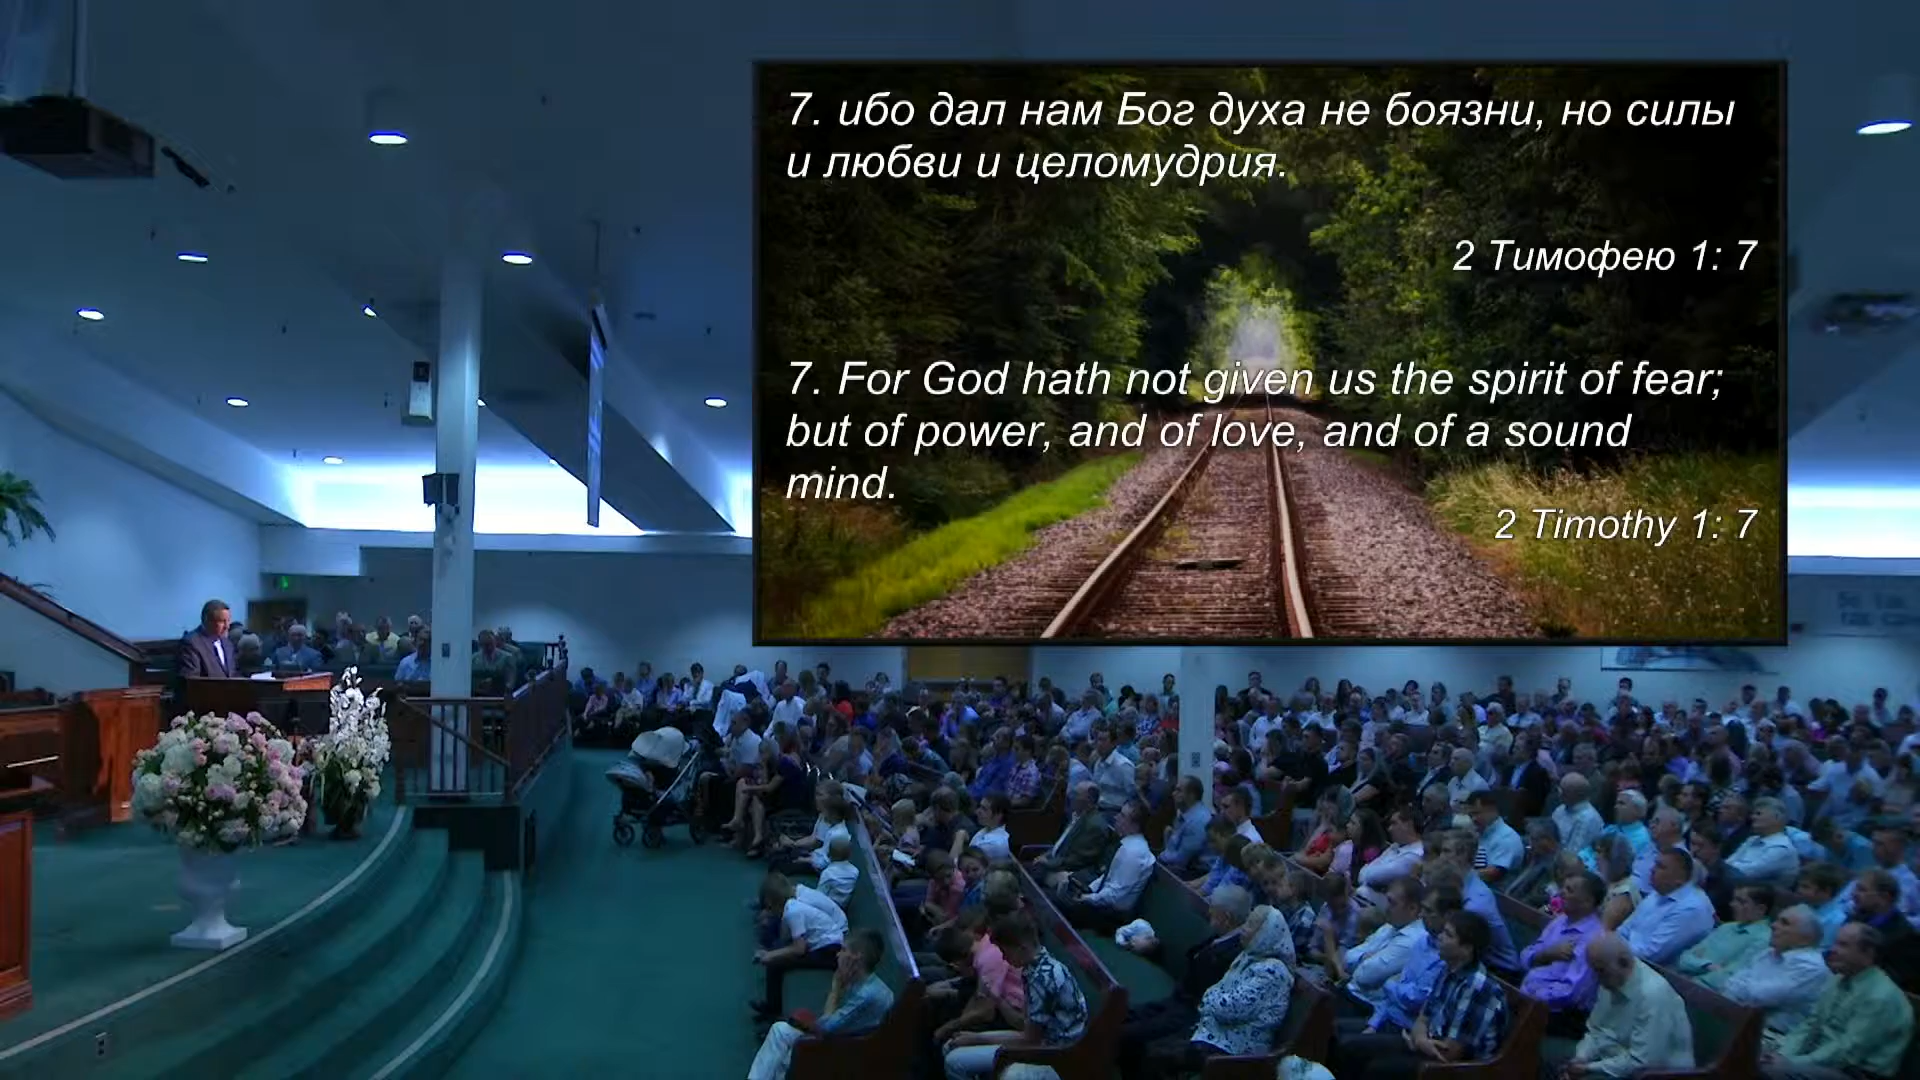 7. ибо дал нам Бог духа не боязни, но силы
и любви и целомудрия.
2 Тимофею 1: 7
7. For God hath not given us the spirit of fear;
but of power, and of love, and of a sound
mind.
2 Timothy 1: 7